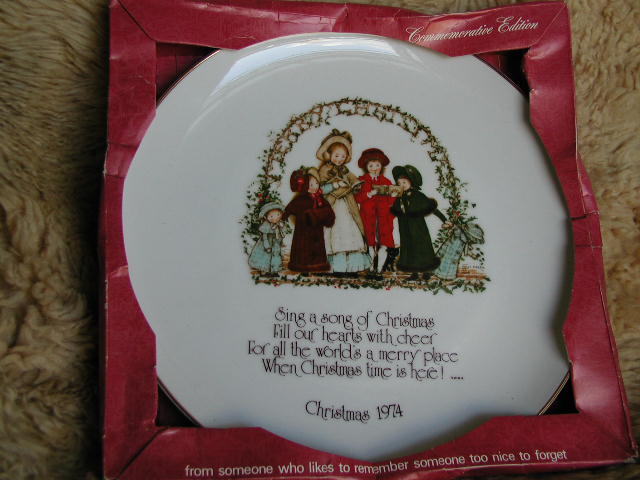 Commemorative Edition
Sing a song of Christmas
Fill our hearts with cheer
For all the world's a merry place
When Christmas time is here! ....
Christmas 1974
from someone who likes to remember someone too nice to forget